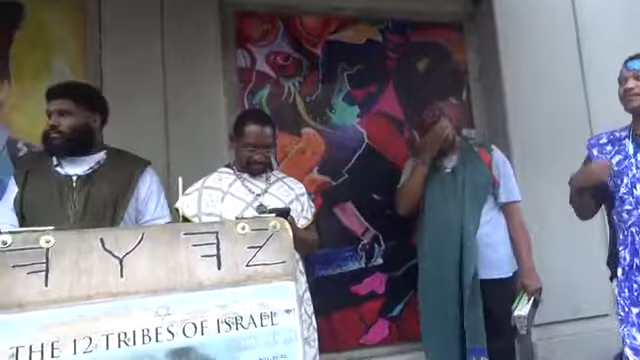 𐤉𐤄𐤅𐤄
THE 12 TRIBES OF ISRAEL